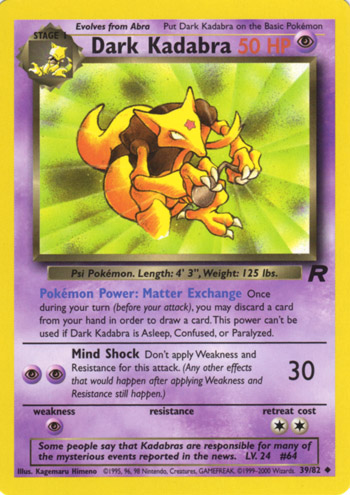 Evolves from Abra Put Dark Kadabra on the Basic Pokémon
STAGE 1
Dark Kadabra 50 HP
Psi Pokémon. Length: 4' 3", Weight: 125 lbs.
R
Pokémon Power: Matter Exchange Once
during your turn (before your attack), you may discard a card
from your hand in order to draw a card. This power can't be
used if Dark Kadabra is Asleep, Confused, or Paralyzed.
Mind Shock Don't apply Weakness and
Resistance for this attack. (Any other effects
that would happen after applying Weakness and
Resistance still happen.)
30
weakness resistance retreat cost
Some people say that Kadabras are responsible for many of
the mysterious events reported in the news. LV. 24 #64
Illus. Kagemaru Himeno ©1995, 96, 98 Nintendo, Creatures, GAMEFREAK. ©1999-2000 Wizards. 39/82